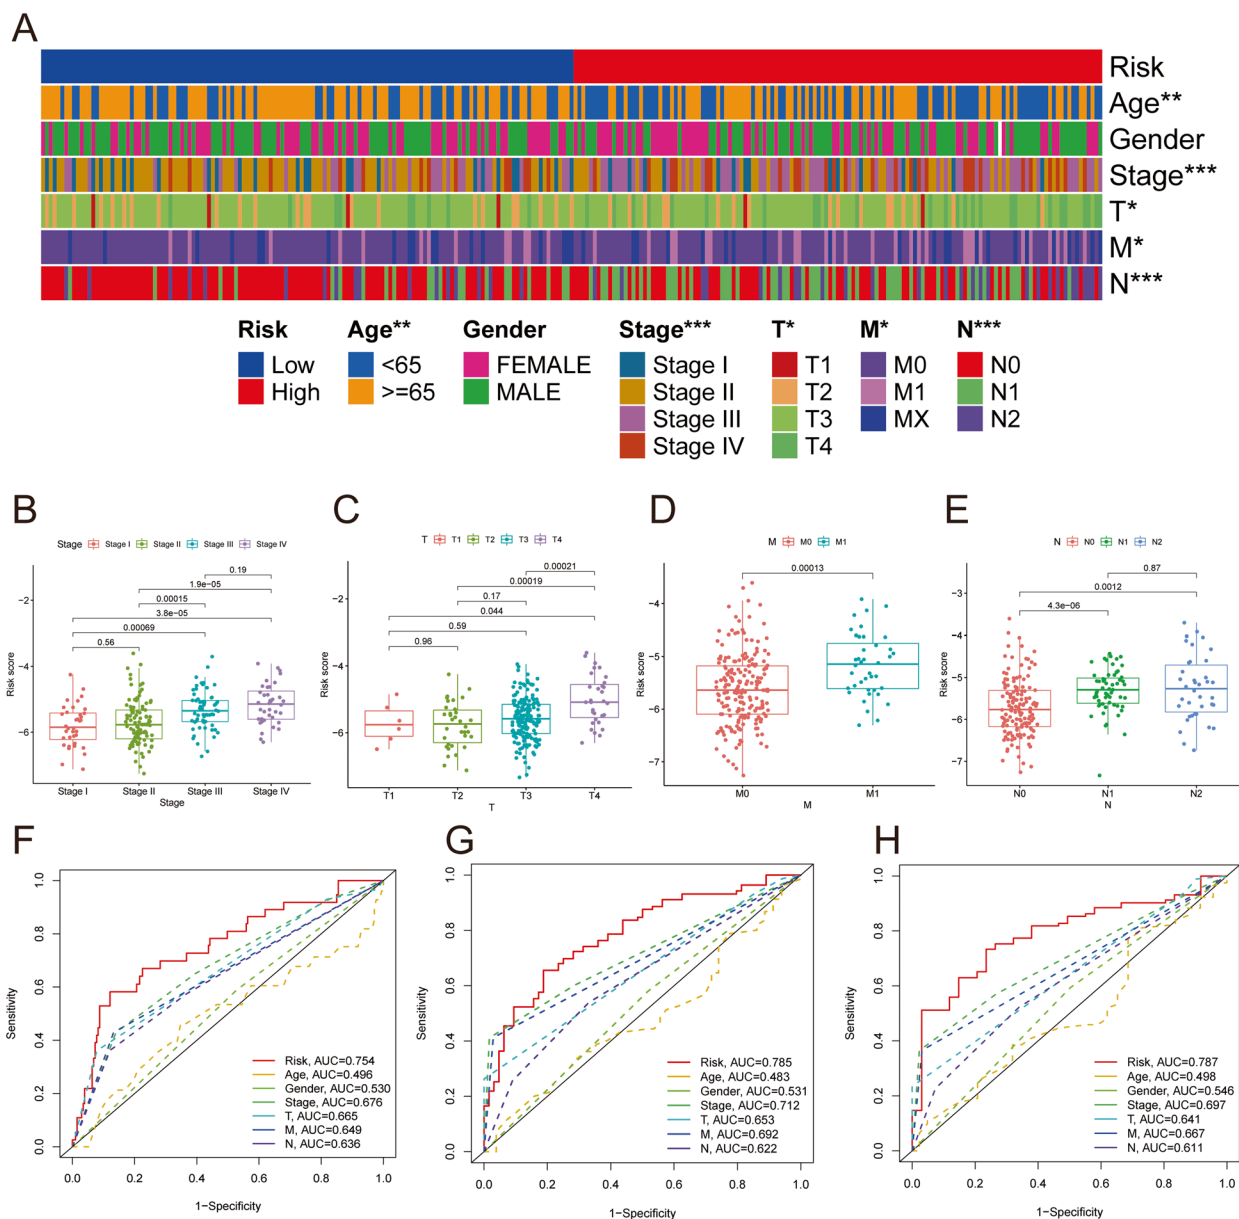 A
Risk
Age**
Gender
Stage***
T*
M*
N***
Risk Age** Gender Stage*** T* M* N***
Low <65 FEMALE Stage I T1 M0 N0
High >=65 MALE Stage II T2 M1 N1
Stage III T3 MX N2
Stage IV T4
B
Stage Stage I Stage II Stage III Stage IV
0.19
1.9e-05
0.00015
3.8e-05
0.00069
0.56
−2
−4
−6
Risk score
Stage I Stage II Stage III Stage IV
Stage
C
T T1 T2 T3 T4
0.00021
0.00019
0.17
0.044
0.59
0.96
−2
−4
−6
Risk score
T1 T2 T3 T4
T
D
M M0 M1
0.00013
−4
−5
−6
−7
Risk score
M0 M1
M
E
N N0 N1 N2
0.87
0.0012
4.3e-06
−3
−4
−5
−6
−7
Risk score
N0 N1 N2
N
F
1.0
0.8
0.6
0.4
0.2
0.0
Sensitivity
Risk, AUC=0.754
Age, AUC=0.496
Gender, AUC=0.530
Stage, AUC=0.676
T, AUC=0.665
M, AUC=0.649
N, AUC=0.636
0.0 0.2 0.4 0.6 0.8 1.0
1−Specificity
G
1.0
0.8
0.6
0.4
0.2
0.0
Sensitivity
Risk, AUC=0.785
Age, AUC=0.483
Gender, AUC=0.531
Stage, AUC=0.712
T, AUC=0.653
M, AUC=0.692
N, AUC=0.622
0.0 0.2 0.4 0.6 0.8 1.0
1−Specificity
H
1.0
0.8
0.6
0.4
0.2
0.0
Sensitivity
Risk, AUC=0.787
Age, AUC=0.498
Gender, AUC=0.546
Stage, AUC=0.697
T, AUC=0.641
M, AUC=0.667
N, AUC=0.611
0.0 0.2 0.4 0.6 0.8 1.0
1−Specificity